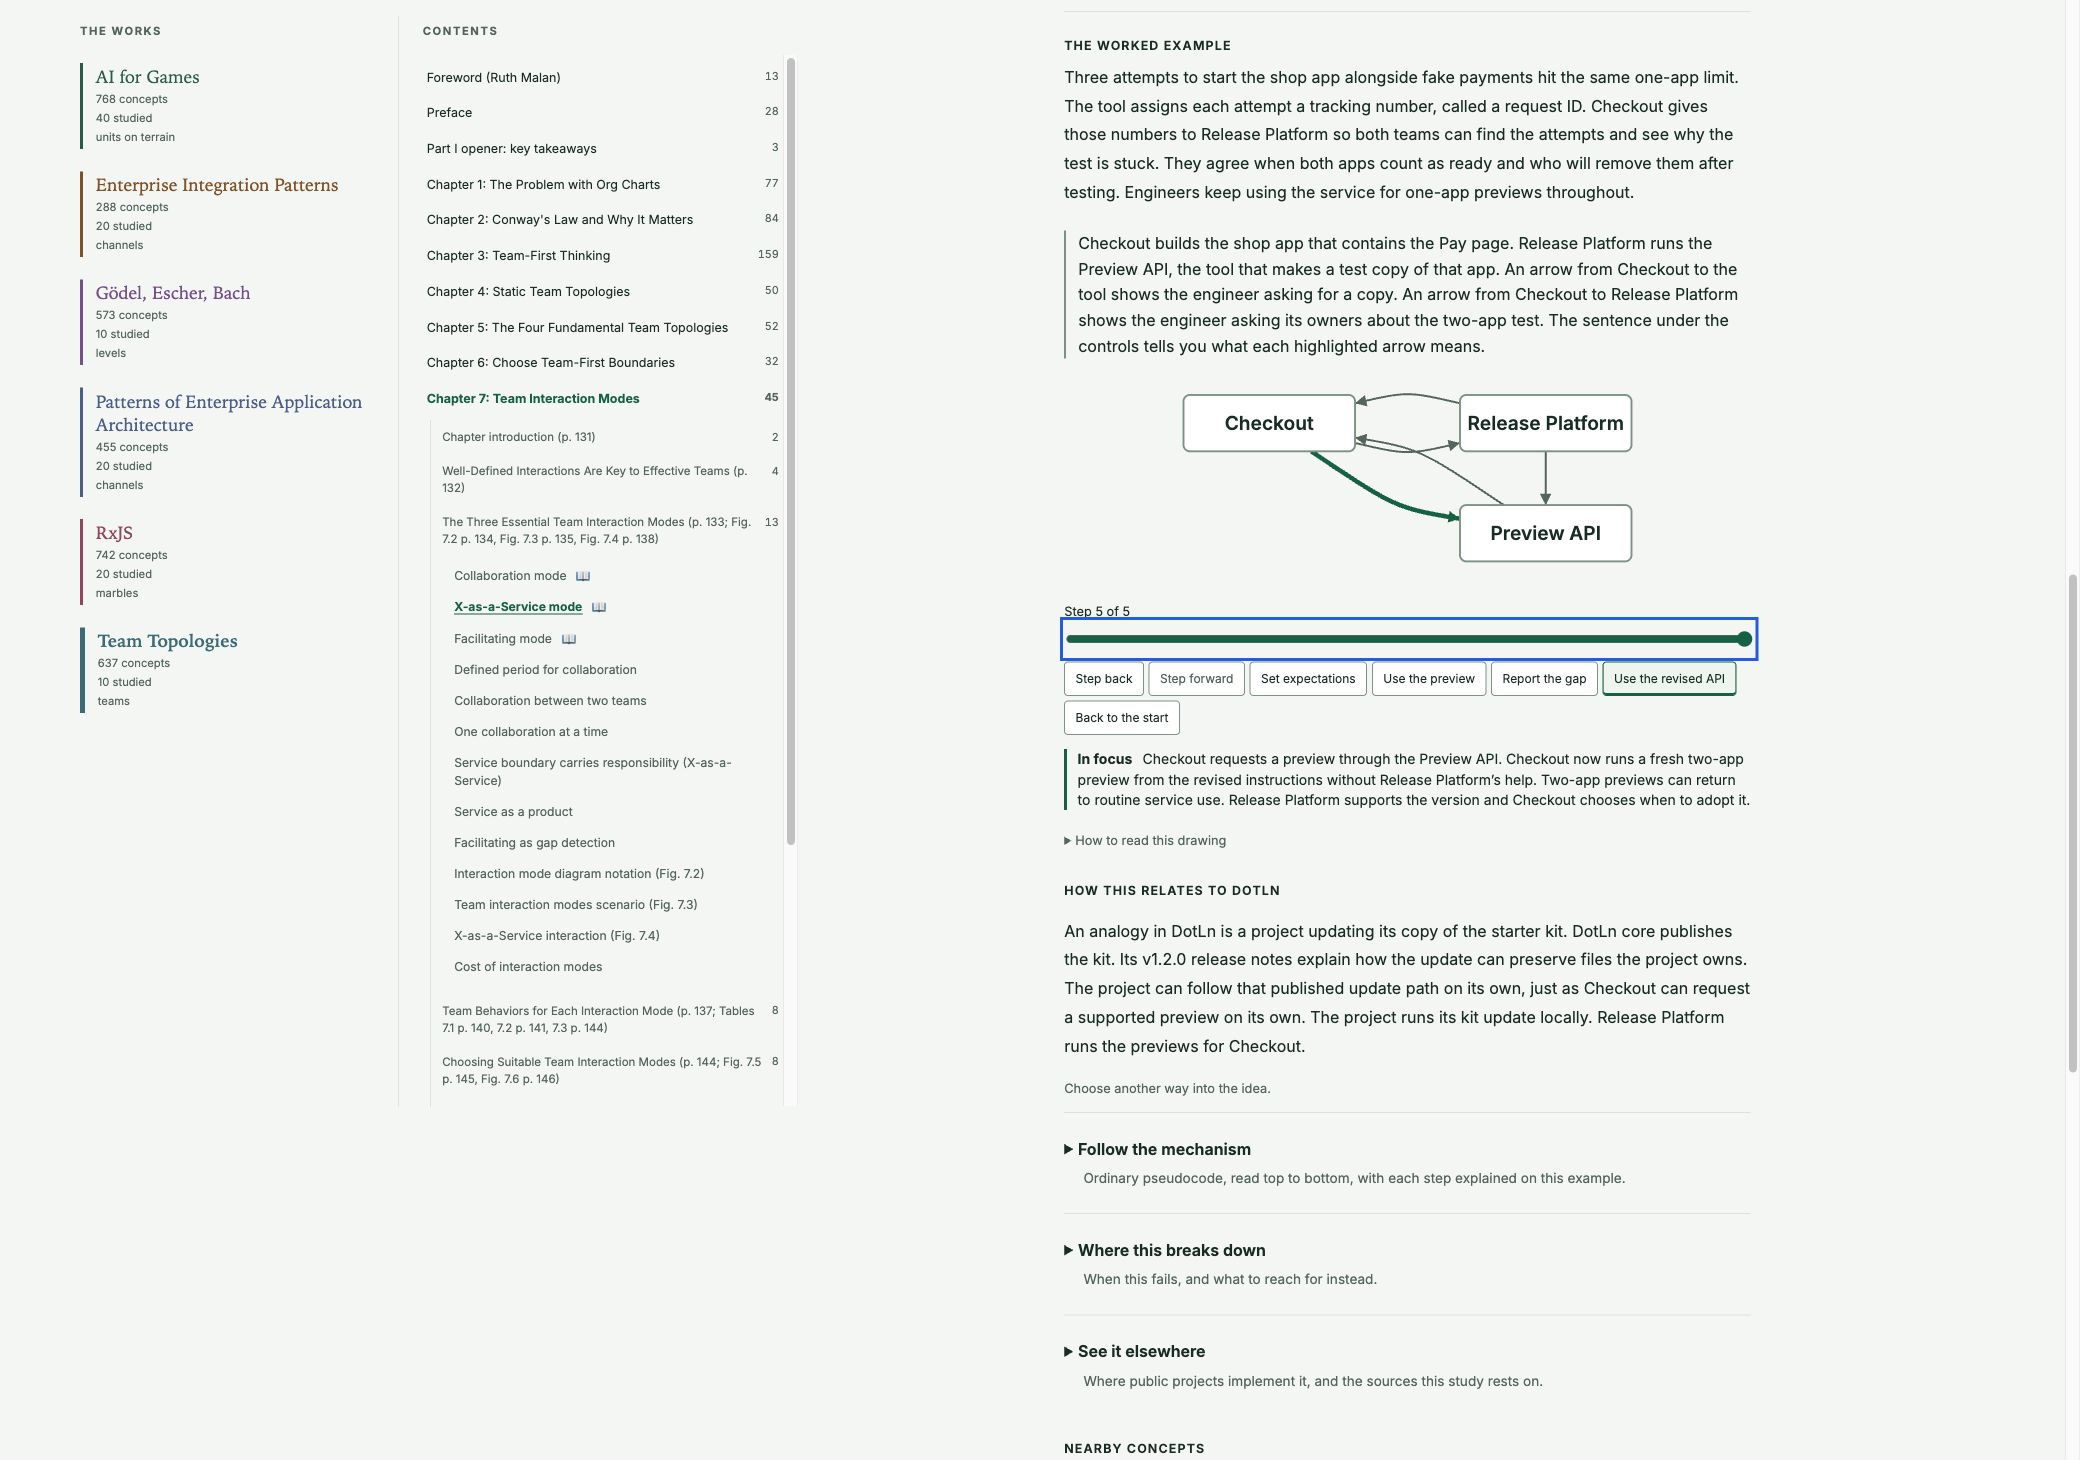 THE WORKS
AI for Games
768 concepts
40 studied
units on terrain
Enterprise Integration Patterns
288 concepts
20 studied
channels
Gödel, Escher, Bach
573 concepts
10 studied
levels
Patterns of Enterprise Application
Architecture
455 concepts
20 studied
channels
RxJS
742 concepts
20 studied
marbles
Team Topologies
637 concepts
10 studied
teams
CONTENTS
Foreword (Ruth Malan) 13
Preface 28
Part I opener: key takeaways 3
Chapter 1: The Problem with Org Charts 77
Chapter 2: Conway's Law and Why It Matters 84
Chapter 3: Team-First Thinking 159
Chapter 4: Static Team Topologies 50
Chapter 5: The Four Fundamental Team Topologies 52
Chapter 6: Choose Team-First Boundaries 32
Chapter 7: Team Interaction Modes 45
Chapter introduction (p. 131) 2
Well-Defined Interactions Are Key to Effective Teams (p. 4
132)
The Three Essential Team Interaction Modes (p. 133; Fig. 13
7.2 p. 134, Fig. 7.3 p. 135, Fig. 7.4 p. 138)
Collaboration mode
X-as-a-Service mode
Facilitating mode
Defined period for collaboration
Collaboration between two teams
One collaboration at a time
Service boundary carries responsibility (X-as-a-
Service)
Service as a product
Facilitating as gap detection
Interaction mode diagram notation (Fig. 7.2)
Team interaction modes scenario (Fig. 7.3)
X-as-a-Service interaction (Fig. 7.4)
Cost of interaction modes
Team Behaviors for Each Interaction Mode (p. 137; Tables 8
7.1 p. 140, 7.2 p. 141, 7.3 p. 144)
Choosing Suitable Team Interaction Modes (p. 144; Fig. 7.5 8
p. 145, Fig. 7.6 p. 146)
THE WORKED EXAMPLE
Three attempts to start the shop app alongside fake payments hit the same one-app limit.
The tool assigns each attempt a tracking number, called a request ID. Checkout gives
those numbers to Release Platform so both teams can find the attempts and see why the
test is stuck. They agree when both apps count as ready and who will remove them after
testing. Engineers keep using the service for one-app previews throughout.
Checkout builds the shop app that contains the Pay page. Release Platform runs the
Preview API, the tool that makes a test copy of that app. An arrow from Checkout to the
tool shows the engineer asking for a copy. An arrow from Checkout to Release Platform
shows the engineer asking its owners about the two-app test. The sentence under the
controls tells you what each highlighted arrow means.
Checkout
Release Platform
Preview API
Step 5 of 5
Step back
Step forward
Set expectations
Use the preview
Report the gap
Use the revised API
Back to the start
In focus Checkout requests a preview through the Preview API. Checkout now runs a fresh two-app
preview from the revised instructions without Release Platform’s help. Two-app previews can return
to routine service use. Release Platform supports the version and Checkout chooses when to adopt it.
How to read this drawing
HOW THIS RELATES TO DOTLN
An analogy in DotLn is a project updating its copy of the starter kit. DotLn core publishes
the kit. Its v1.2.0 release notes explain how the update can preserve files the project owns.
The project can follow that published update path on its own, just as Checkout can request
a supported preview on its own. The project runs its kit update locally. Release Platform
runs the previews for Checkout.
Choose another way into the idea.
Follow the mechanism
Ordinary pseudocode, read top to bottom, with each step explained on this example.
Where this breaks down
When this fails, and what to reach for instead.
See it elsewhere
Where public projects implement it, and the sources this study rests on.
NEARBY CONCEPTS